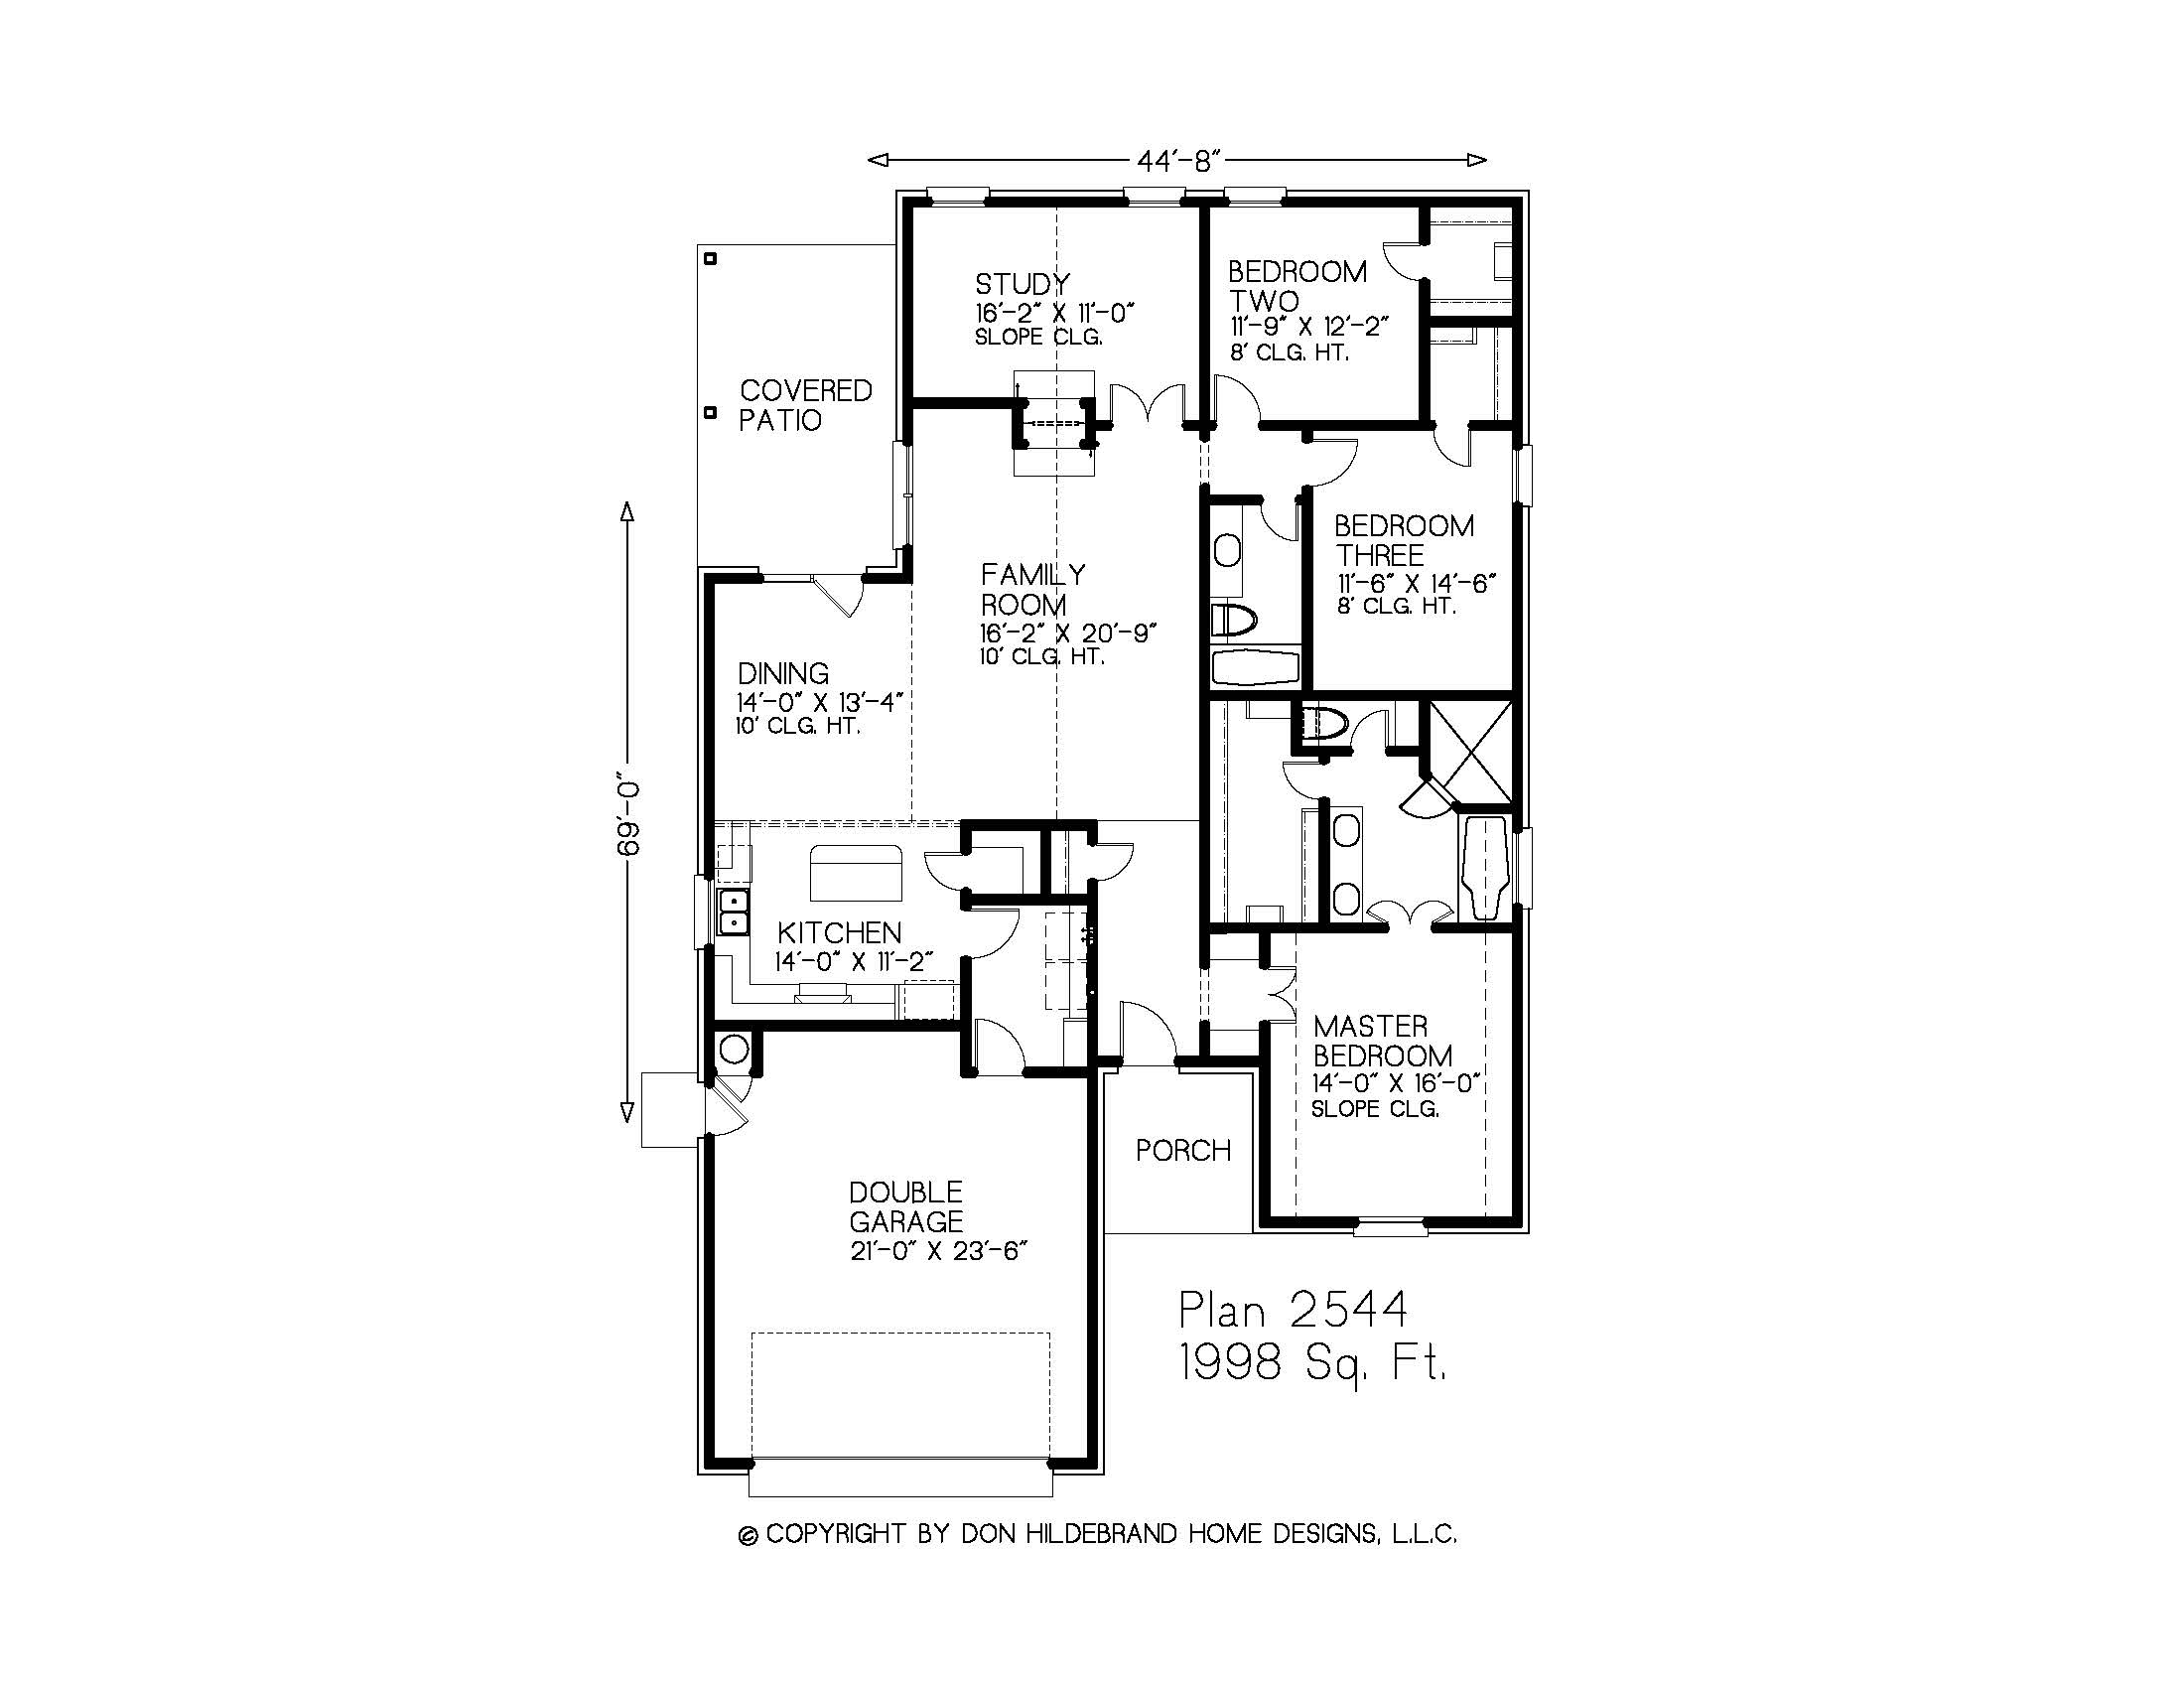 44'-8"
STUDY
16'-2" X 11'-0"
SLOPE CLG.
BEDROOM
TWO
11'-9" X 12'-2"
8' CLG. HT.
COVERED
PATIO
BEDROOM
THREE
11'-6" X 14'-6"
8' CLG. HT.
FAMILY
ROOM
16'-2" X 20'-9"
10' CLG. HT.
DINING
14'-0" X 13'-4"
10' CLG. HT.
69'-0"
KITCHEN
14'-0" X 11'-2"
MASTER
BEDROOM
14'-0" X 16'-0"
SLOPE CLG.
PORCH
DOUBLE
GARAGE
21'-0" X 23'-6"
Plan 2544
1998 Sq. Ft.
© COPYRIGHT BY DON HILDEBRAND HOME DESIGNS, L.L.C.